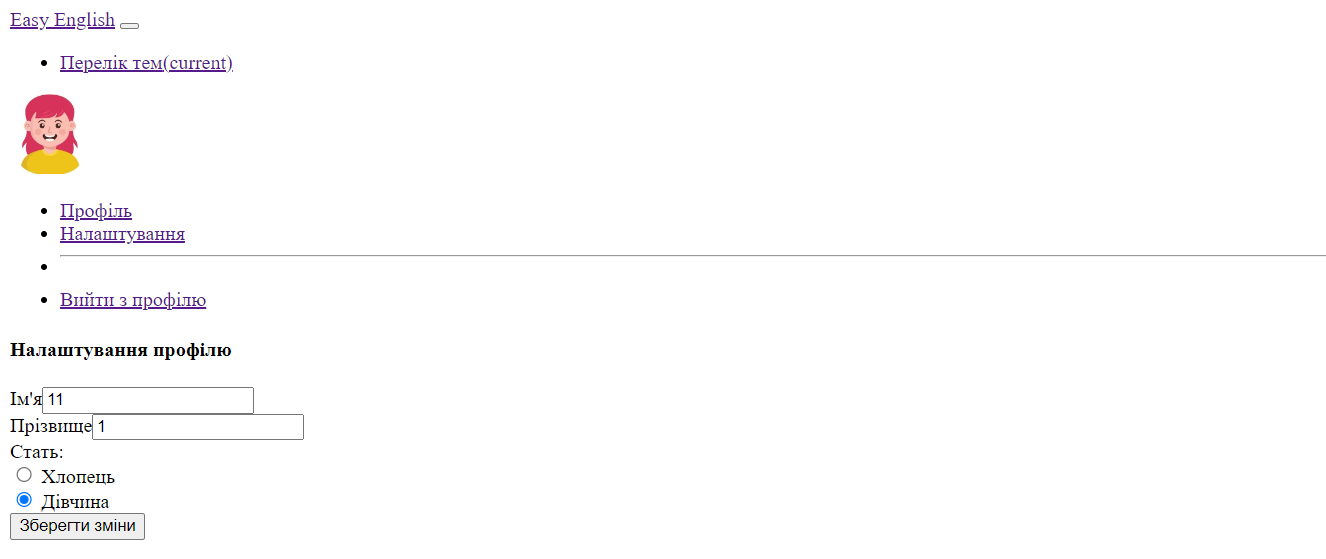 Easy English
Перелік тем(current)
Профіль
Налаштування
Вийти з профілю
Налаштування профілю
Ім'я 11
Прізвище 1
Стать:
Хлопець
Дівчина
Зберегти зміни